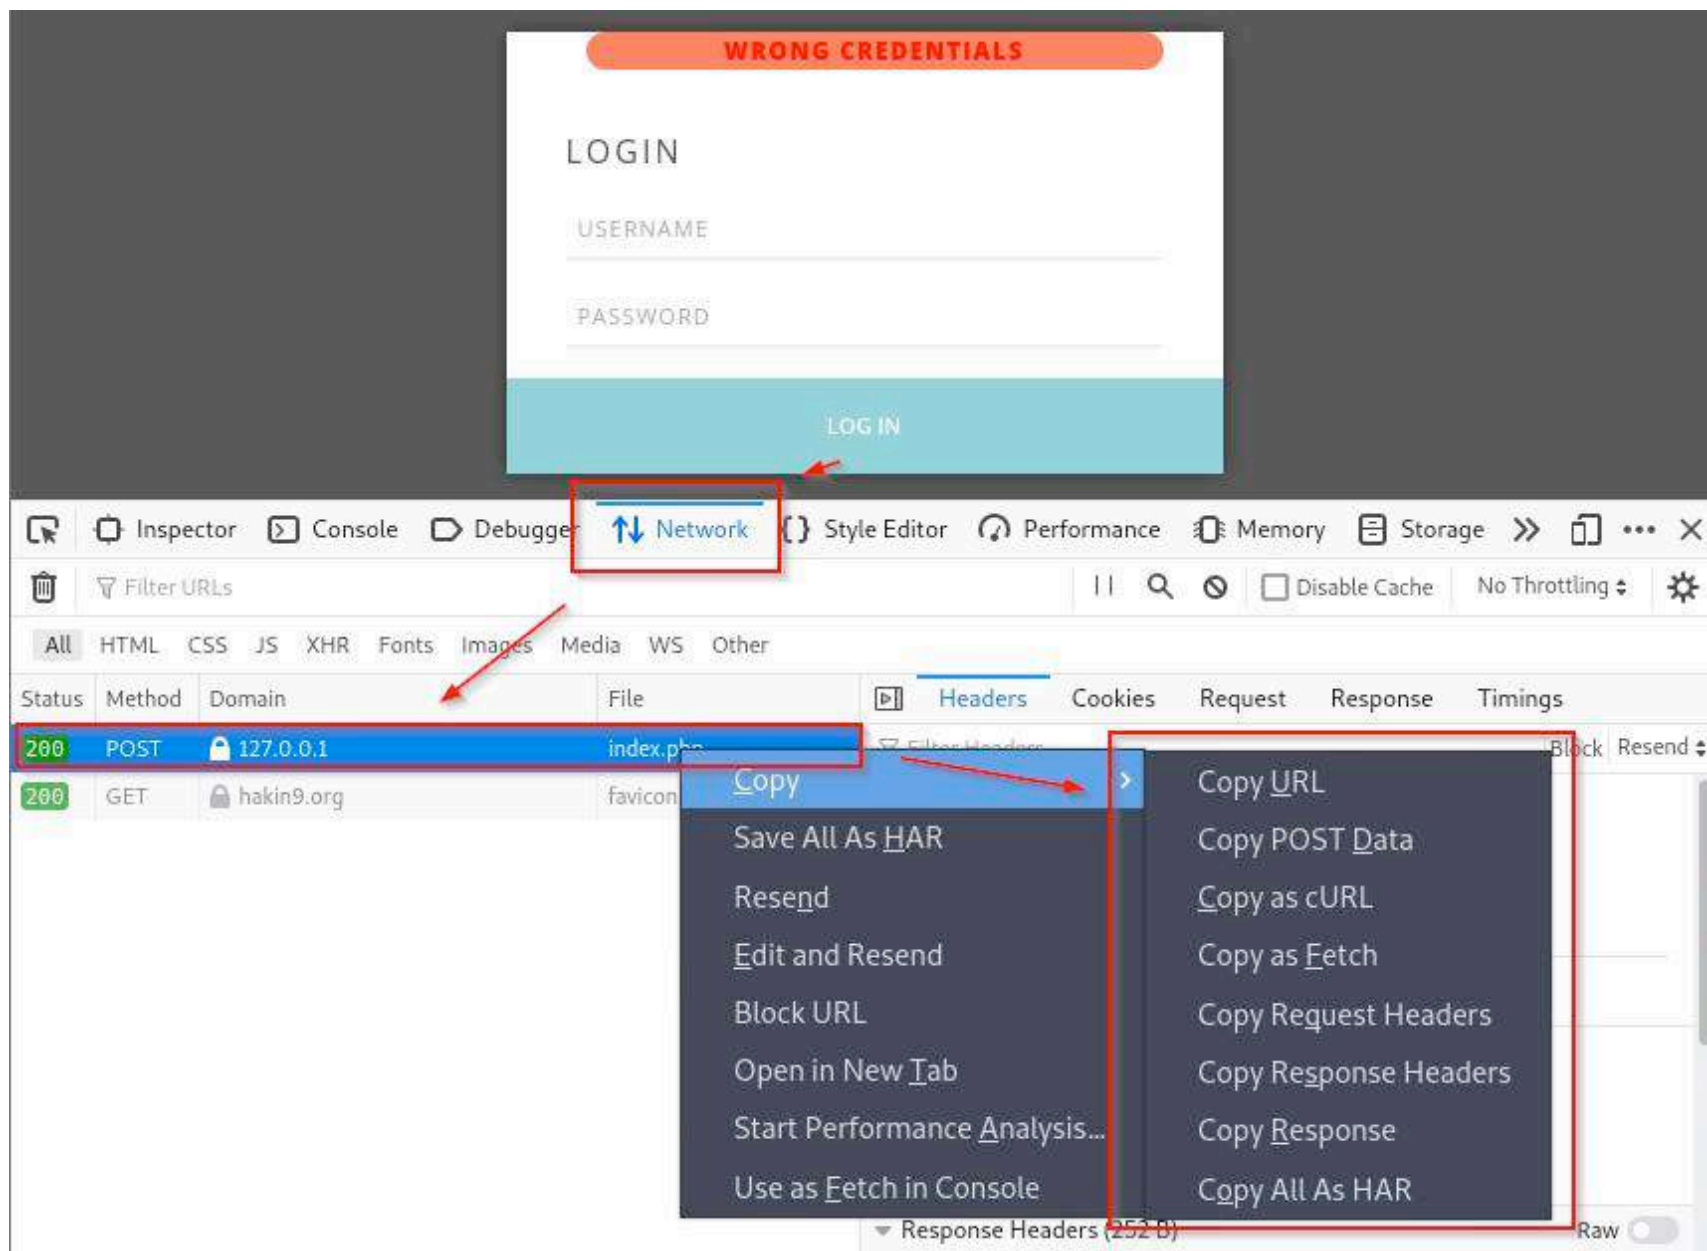 WRONG CREDENTIALS
LOGIN
USERNAME
PASSWORD
LOG IN
Inspector Console Debugger Network Style Editor Performance Memory Storage
Filter URLs Disable Cache No Throttling
All HTML CSS JS XHR Fonts Images Media WS Other
Status Method Domain File Headers Cookies Request Response Timings
200 POST 127.0.0.1 index.php Filter Headers Block Resend
200 GET hakin9.org favicon
Copy
Save All As HAR
Resend
Edit and Resend
Block URL
Open in New Tab
Start Performance Analysis...
Use as Fetch in Console
Copy URL
Copy POST Data
Copy as cURL
Copy as Fetch
Copy Request Headers
Copy Response Headers
Copy Response
Copy All As HAR
Response Headers (252 B) Raw